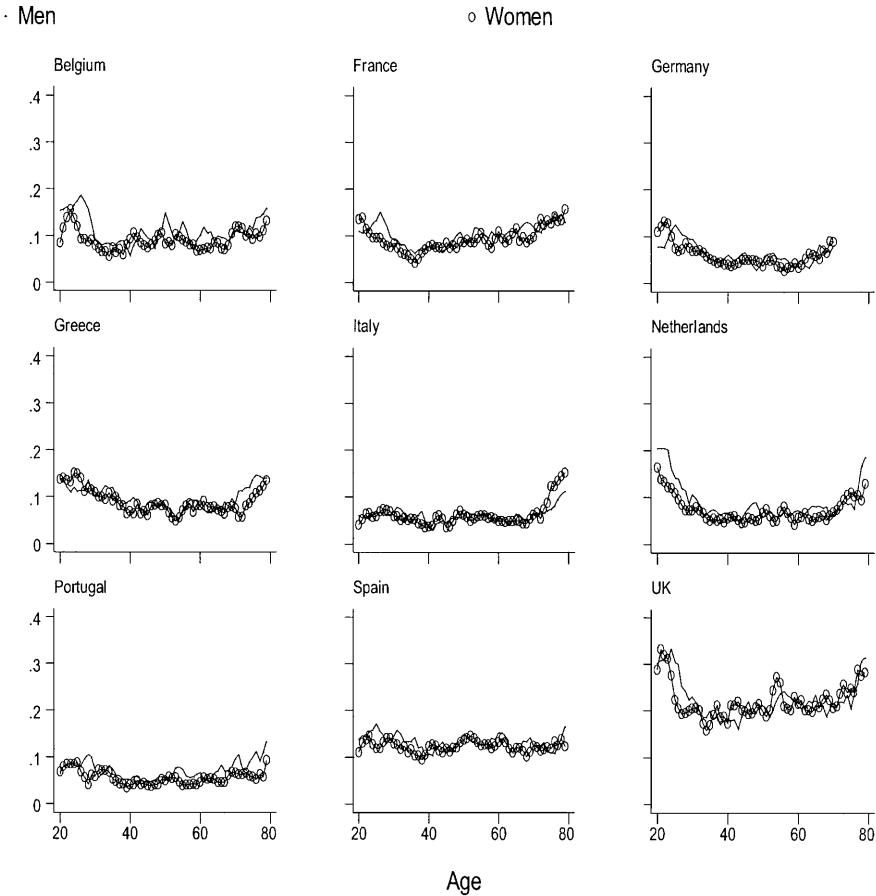 · Men o Women
Belgium France Germany
.4
.3
.2
.1
0
Greece Italy Netherlands
.4
.3
.2
.1
0
Portugal Spain UK
.4
.3
.2
.1
0
20 40 60 80 20 40 60 80 20 40 60 80
Age